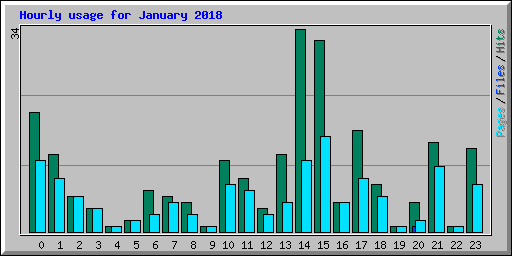 Hourly usage for January 2018
34
Pages/Files/Hits
0 1 2 3 4 5 6 7 8 9 10 11 12 13 14 15 16 17 18 19 20 21 22 23